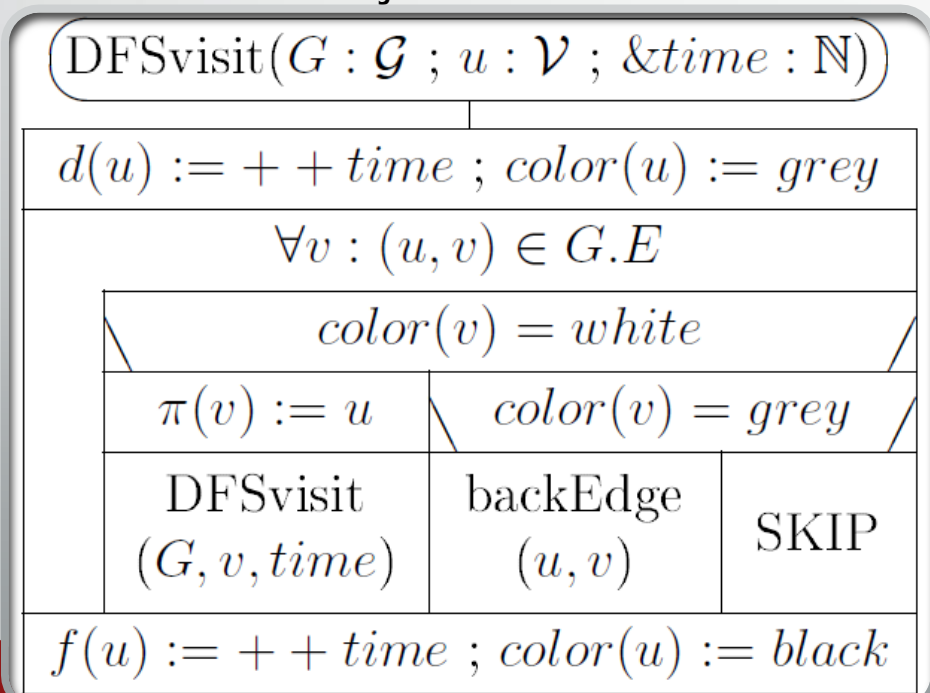 DFSvisit(G : 𝓖 ; u : 𝓥 ; &time : ℕ)
d(u) := + + time ; color(u) := grey
∀v : (u, v) ∈ G.E
color(v) = white
π(v) := u color(v) = grey
DFSvisit backEdge
SKIP
(G, v, time) (u, v)
f(u) := + + time ; color(u) := black